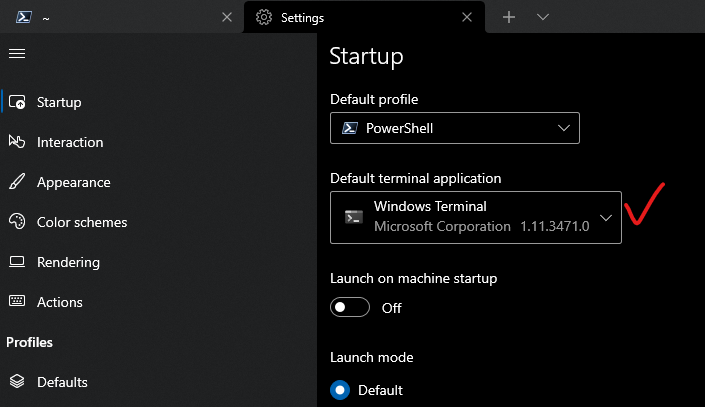 ~
Settings
Startup
Interaction
Appearance
Color schemes
Rendering
Actions
Profiles
Defaults
Startup
Default profile
PowerShell
Default terminal application
Windows Terminal
Microsoft Corporation 1.11.3471.0
Launch on machine startup
Off
Launch mode
Default